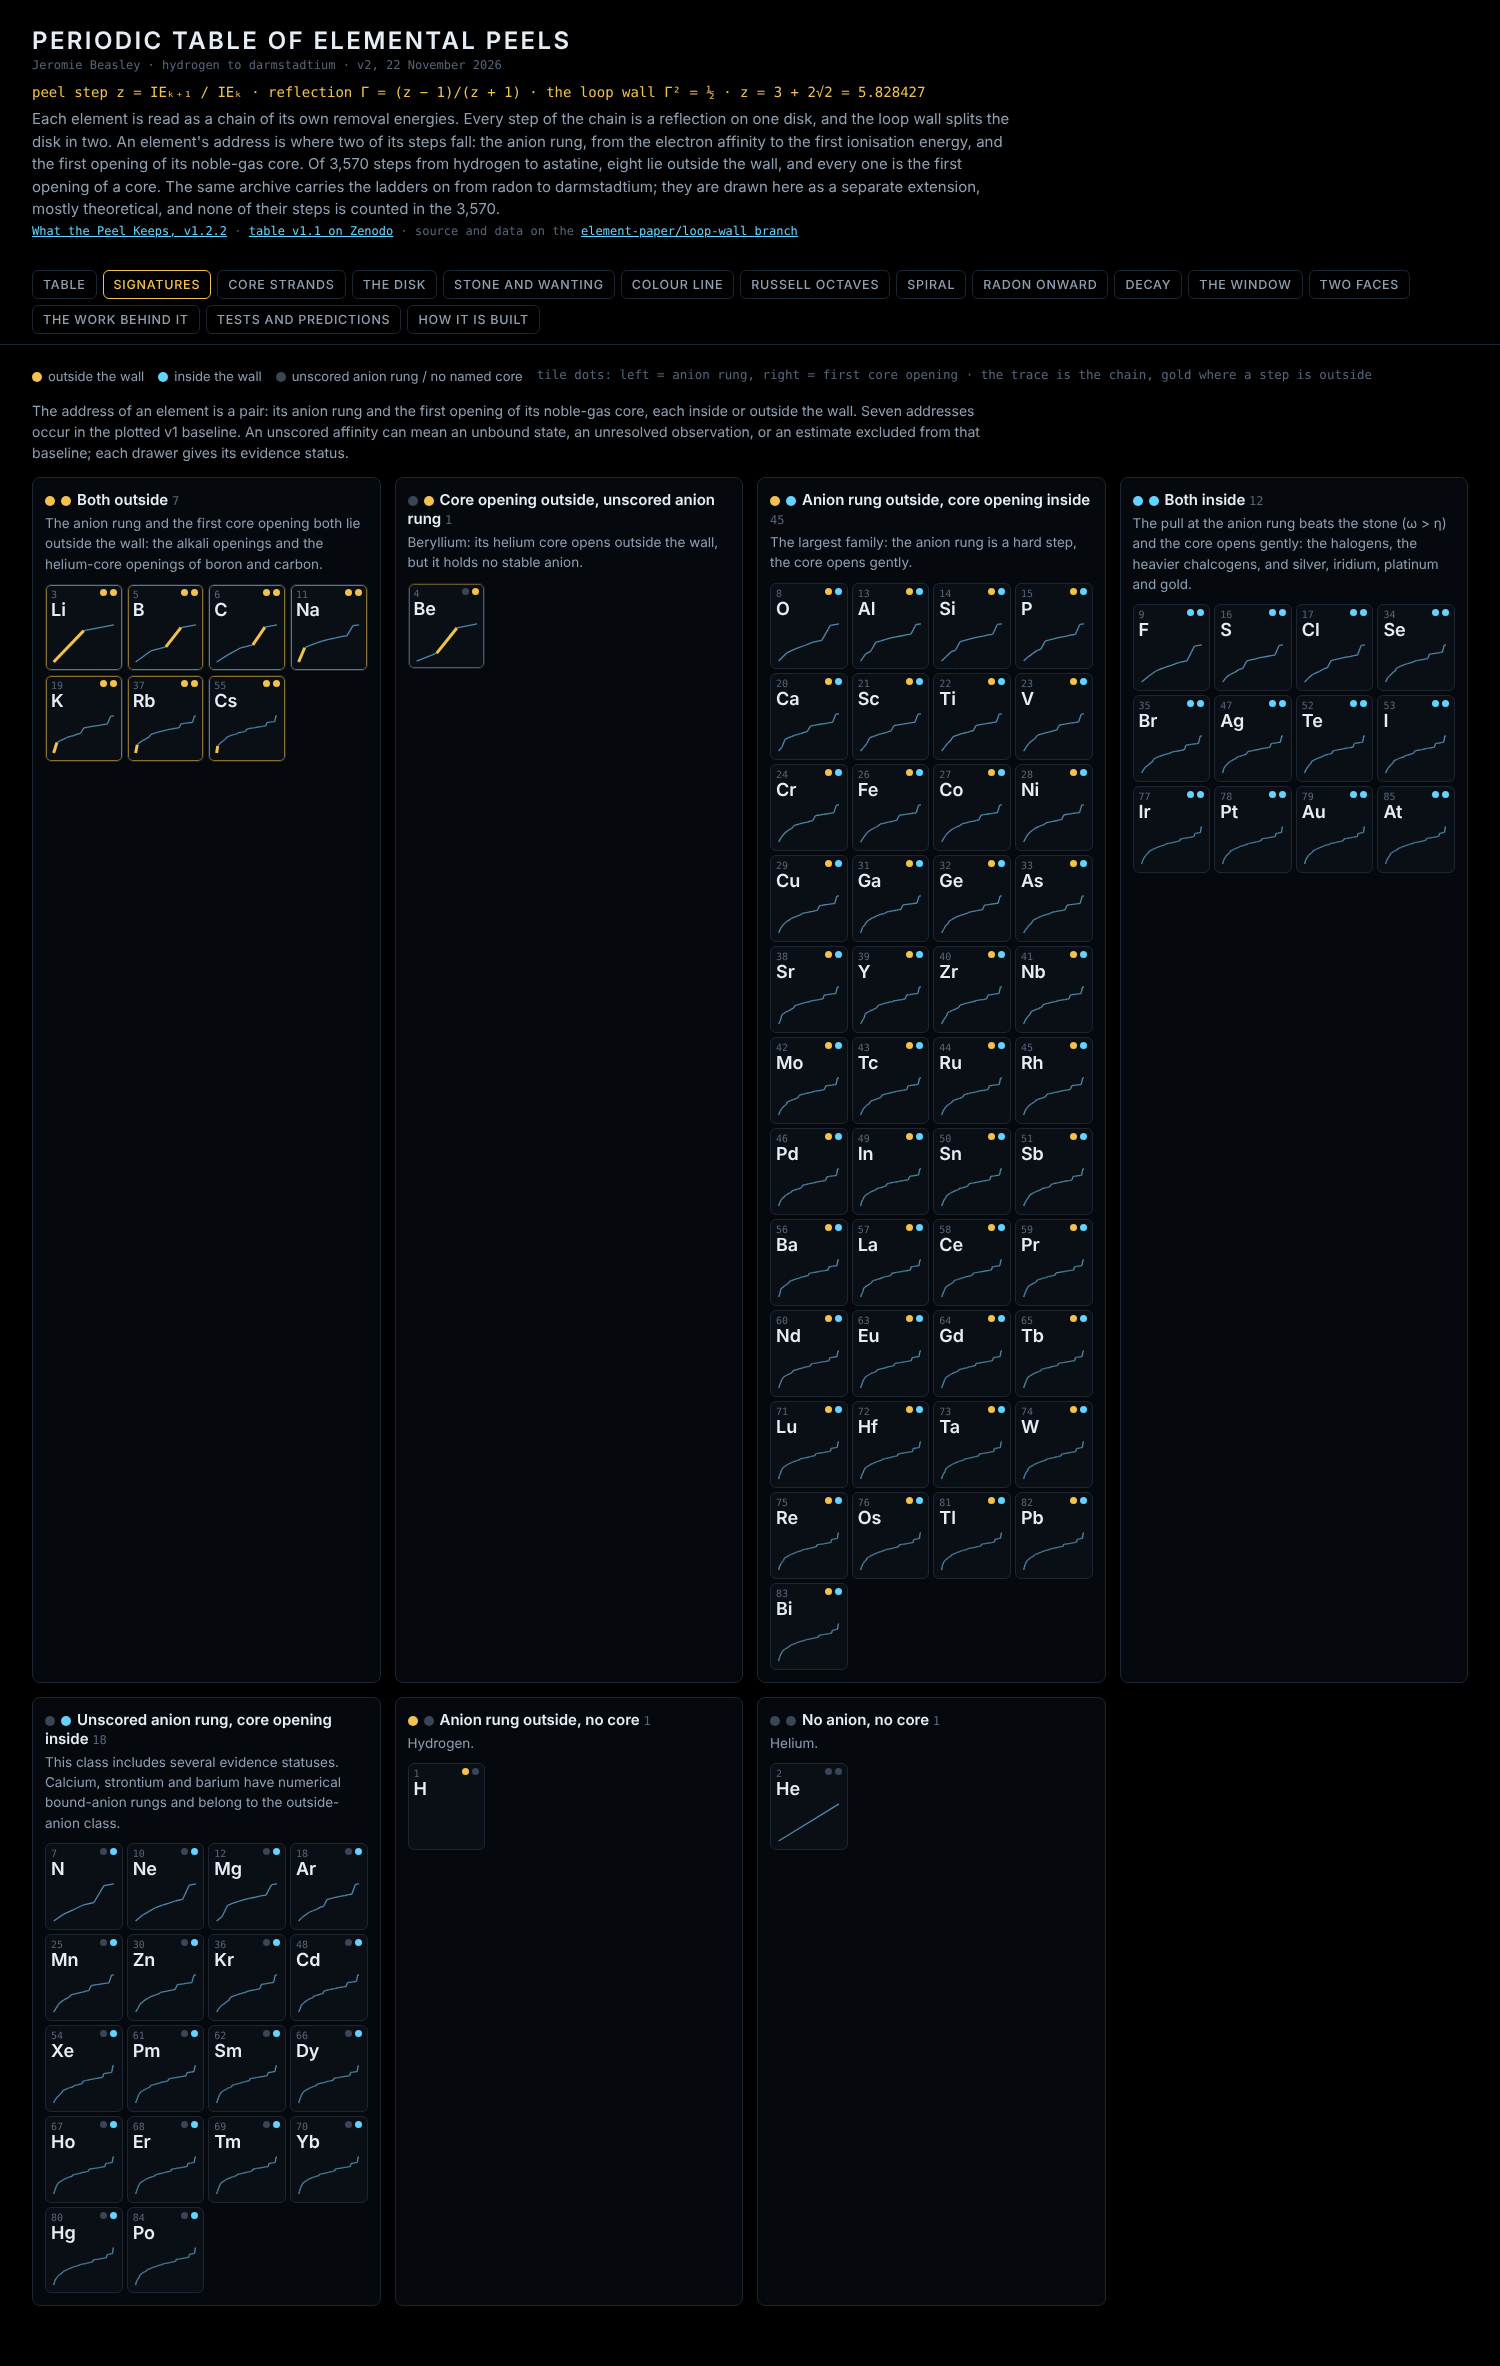 PERIODIC TABLE OF ELEMENTAL PEELS
Jeromie Beasley · hydrogen to darmstadtium · v2, 22 November 2026
peel step z = IEₖ₊₁ / IEₖ · reflection Γ = (z − 1)/(z + 1) · the loop wall Γ² = ½ · z = 3 + 2√2 = 5.828427
Each element is read as a chain of its own removal energies. Every step of the chain is a reflection on one disk, and the loop wall splits the
disk in two. An element's address is where two of its steps fall: the anion rung, from the electron affinity to the first ionisation energy, and
the first opening of its noble-gas core. Of 3,570 steps from hydrogen to astatine, eight lie outside the wall, and every one is the first
opening of a core. The same archive carries the ladders on from radon to darmstadtium; they are drawn here as a separate extension,
mostly theoretical, and none of their steps is counted in the 3,570.
What the Peel Keeps, v1.2.2 · table v1.1 on Zenodo · source and data on the element-paper/loop-wall branch
TABLE SIGNATURES CORE STRANDS THE DISK STONE AND WANTING COLOUR LINE RUSSELL OCTAVES SPIRAL RADON ONWARD DECAY THE WINDOW TWO FACES
THE WORK BEHIND IT TESTS AND PREDICTIONS HOW IT IS BUILT
outside the wall inside the wall unscored anion rung / no named core tile dots: left = anion rung, right = first core opening · the trace is the chain, gold where a step is outside
The address of an element is a pair: its anion rung and the first opening of its noble-gas core, each inside or outside the wall. Seven addresses
occur in the plotted v1 baseline. An unscored affinity can mean an unbound state, an unresolved observation, or an estimate excluded from that
baseline; each drawer gives its evidence status.
Both outside 7
The anion rung and the first core opening both lie
outside the wall: the alkali openings and the
helium-core openings of boron and carbon.
3 5 6 11
Li B C Na
19 37 55
K Rb Cs
Core opening outside, unscored anion
rung 1
Beryllium: its helium core opens outside the wall,
but it holds no stable anion.
4
Be
Anion rung outside, core opening inside
45
The largest family: the anion rung is a hard step,
the core opens gently.
8 13 14 15
O Al Si P
20 21 22 23
Ca Sc Ti V
24 26 27 28
Cr Fe Co Ni
29 31 32 33
Cu Ga Ge As
38 39 40 41
Sr Y Zr Nb
42 43 44 45
Mo Tc Ru Rh
46 49 50 51
Pd In Sn Sb
56 57 58 59
Ba La Ce Pr
60 63 64 65
Nd Eu Gd Tb
71 72 73 74
Lu Hf Ta W
75 76 81 82
Re Os Tl Pb
83
Bi
Both inside 12
The pull at the anion rung beats the stone (ω > η)
and the core opens gently: the halogens, the
heavier chalcogens, and silver, iridium, platinum
and gold.
9 16 17 34
F S Cl Se
35 47 52 53
Br Ag Te I
77 78 79 85
Ir Pt Au At
Unscored anion rung, core opening
inside 18
This class includes several evidence statuses.
Calcium, strontium and barium have numerical
bound-anion rungs and belong to the outside-
anion class.
7 10 12 18
N Ne Mg Ar
25 30 36 48
Mn Zn Kr Cd
54 61 62 66
Xe Pm Sm Dy
67 68 69 70
Ho Er Tm Yb
80 84
Hg Po
Anion rung outside, no core 1
Hydrogen.
1
H
No anion, no core 1
Helium.
2
He